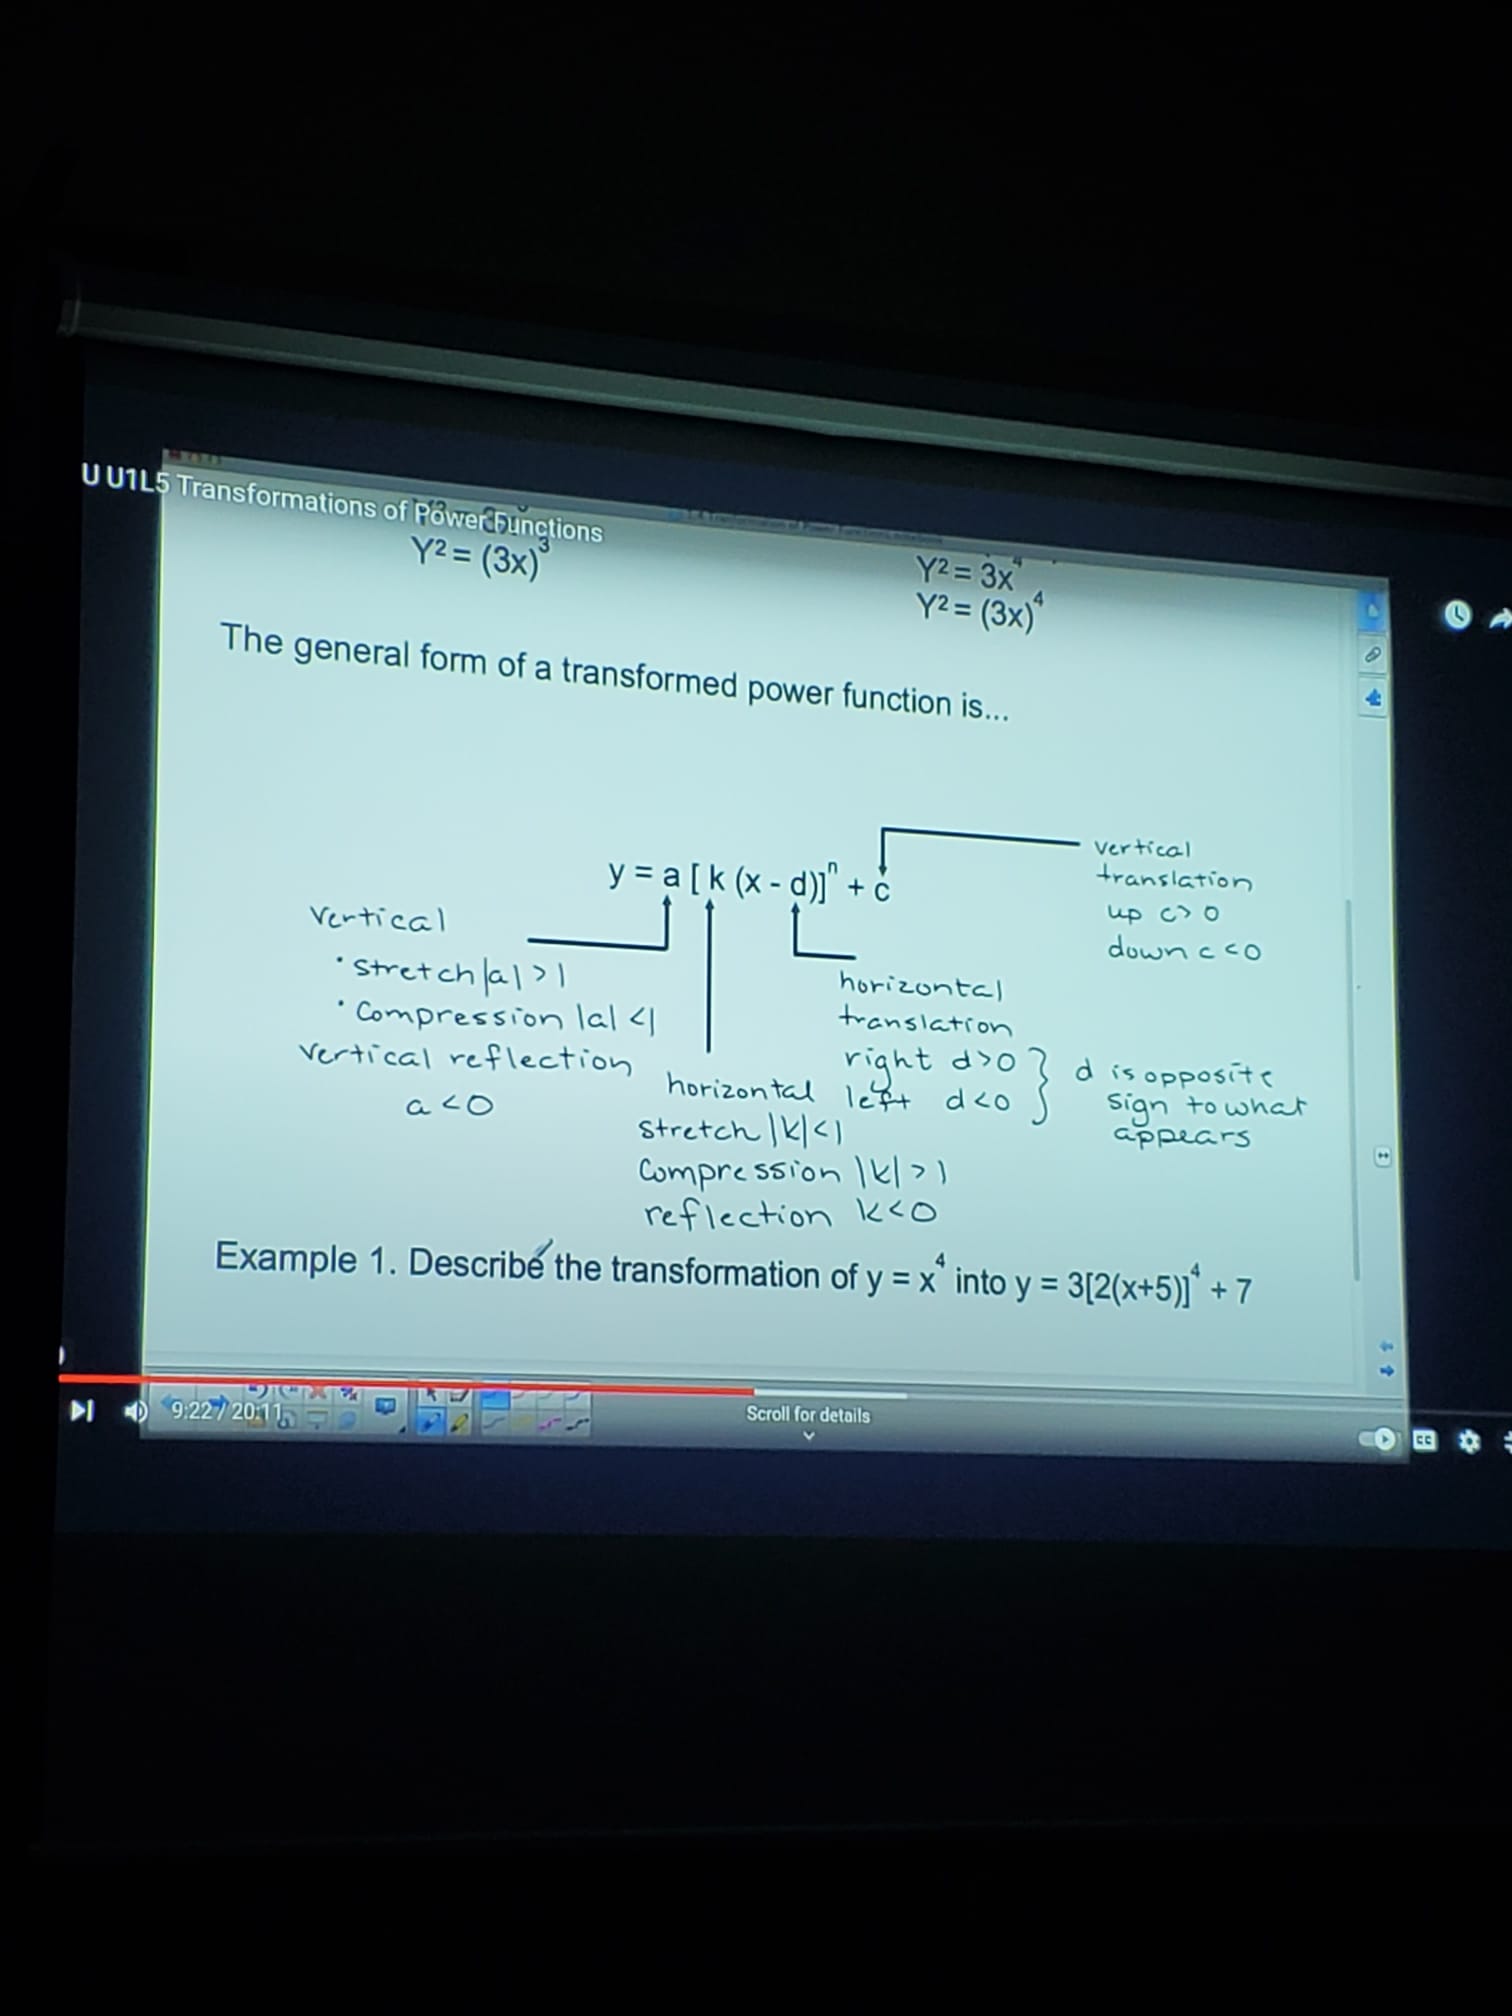 U U1L5 Transformations of Power Functions
Y2 = (3x)³
Y2 = 3x⁴
Y2 = (3x)⁴
The general form of a transformed power function is...
y = a [ k (x - d)]ⁿ + c
vertical
translation
up c > 0
down c < 0
Vertical
• stretch |a| > 1
• Compression |a| < 1
vertical reflection
a < 0
horizontal
stretch |k| < 1
Compression |k| > 1
reflection k < 0
horizontal
translation
right d > 0
left d < 0
d is opposite
sign to what
appears
Example 1. Describe the transformation of y = x⁴ into y = 3[2(x+5)]⁴ + 7
9:22 / 20:11
Scroll for details
CC